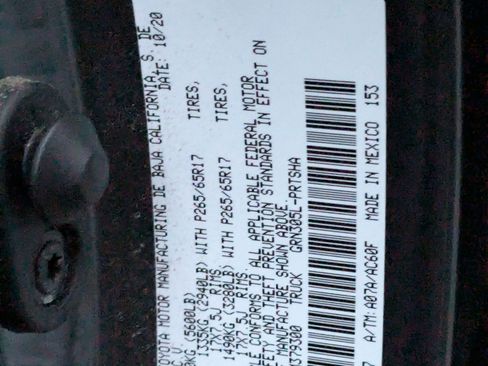 TOYOTA MOTOR MANUFACTURING DE BAJA CALIFORNIA, S. DE
C.V. DATE: 10/20
KG (5600LB)
1335KG (2940LB) WITH P265/65R17 TIRES,
17X7.5J RIMS,
1490KG (3280LB) WITH P265/65R17 TIRES,
17X7.5J RIMS,
LE CONFORMS TO ALL APPLICABLE FEDERAL MOTOR
AFETY AND THEFT PREVENTION STANDARDS IN EFFECT ON
MANUFACTURE SHOWN ABOVE.
379300 TRUCK GRN305L-PRTSHA
7 A/TM: A07A/AC60F MADE IN MEXICO 153